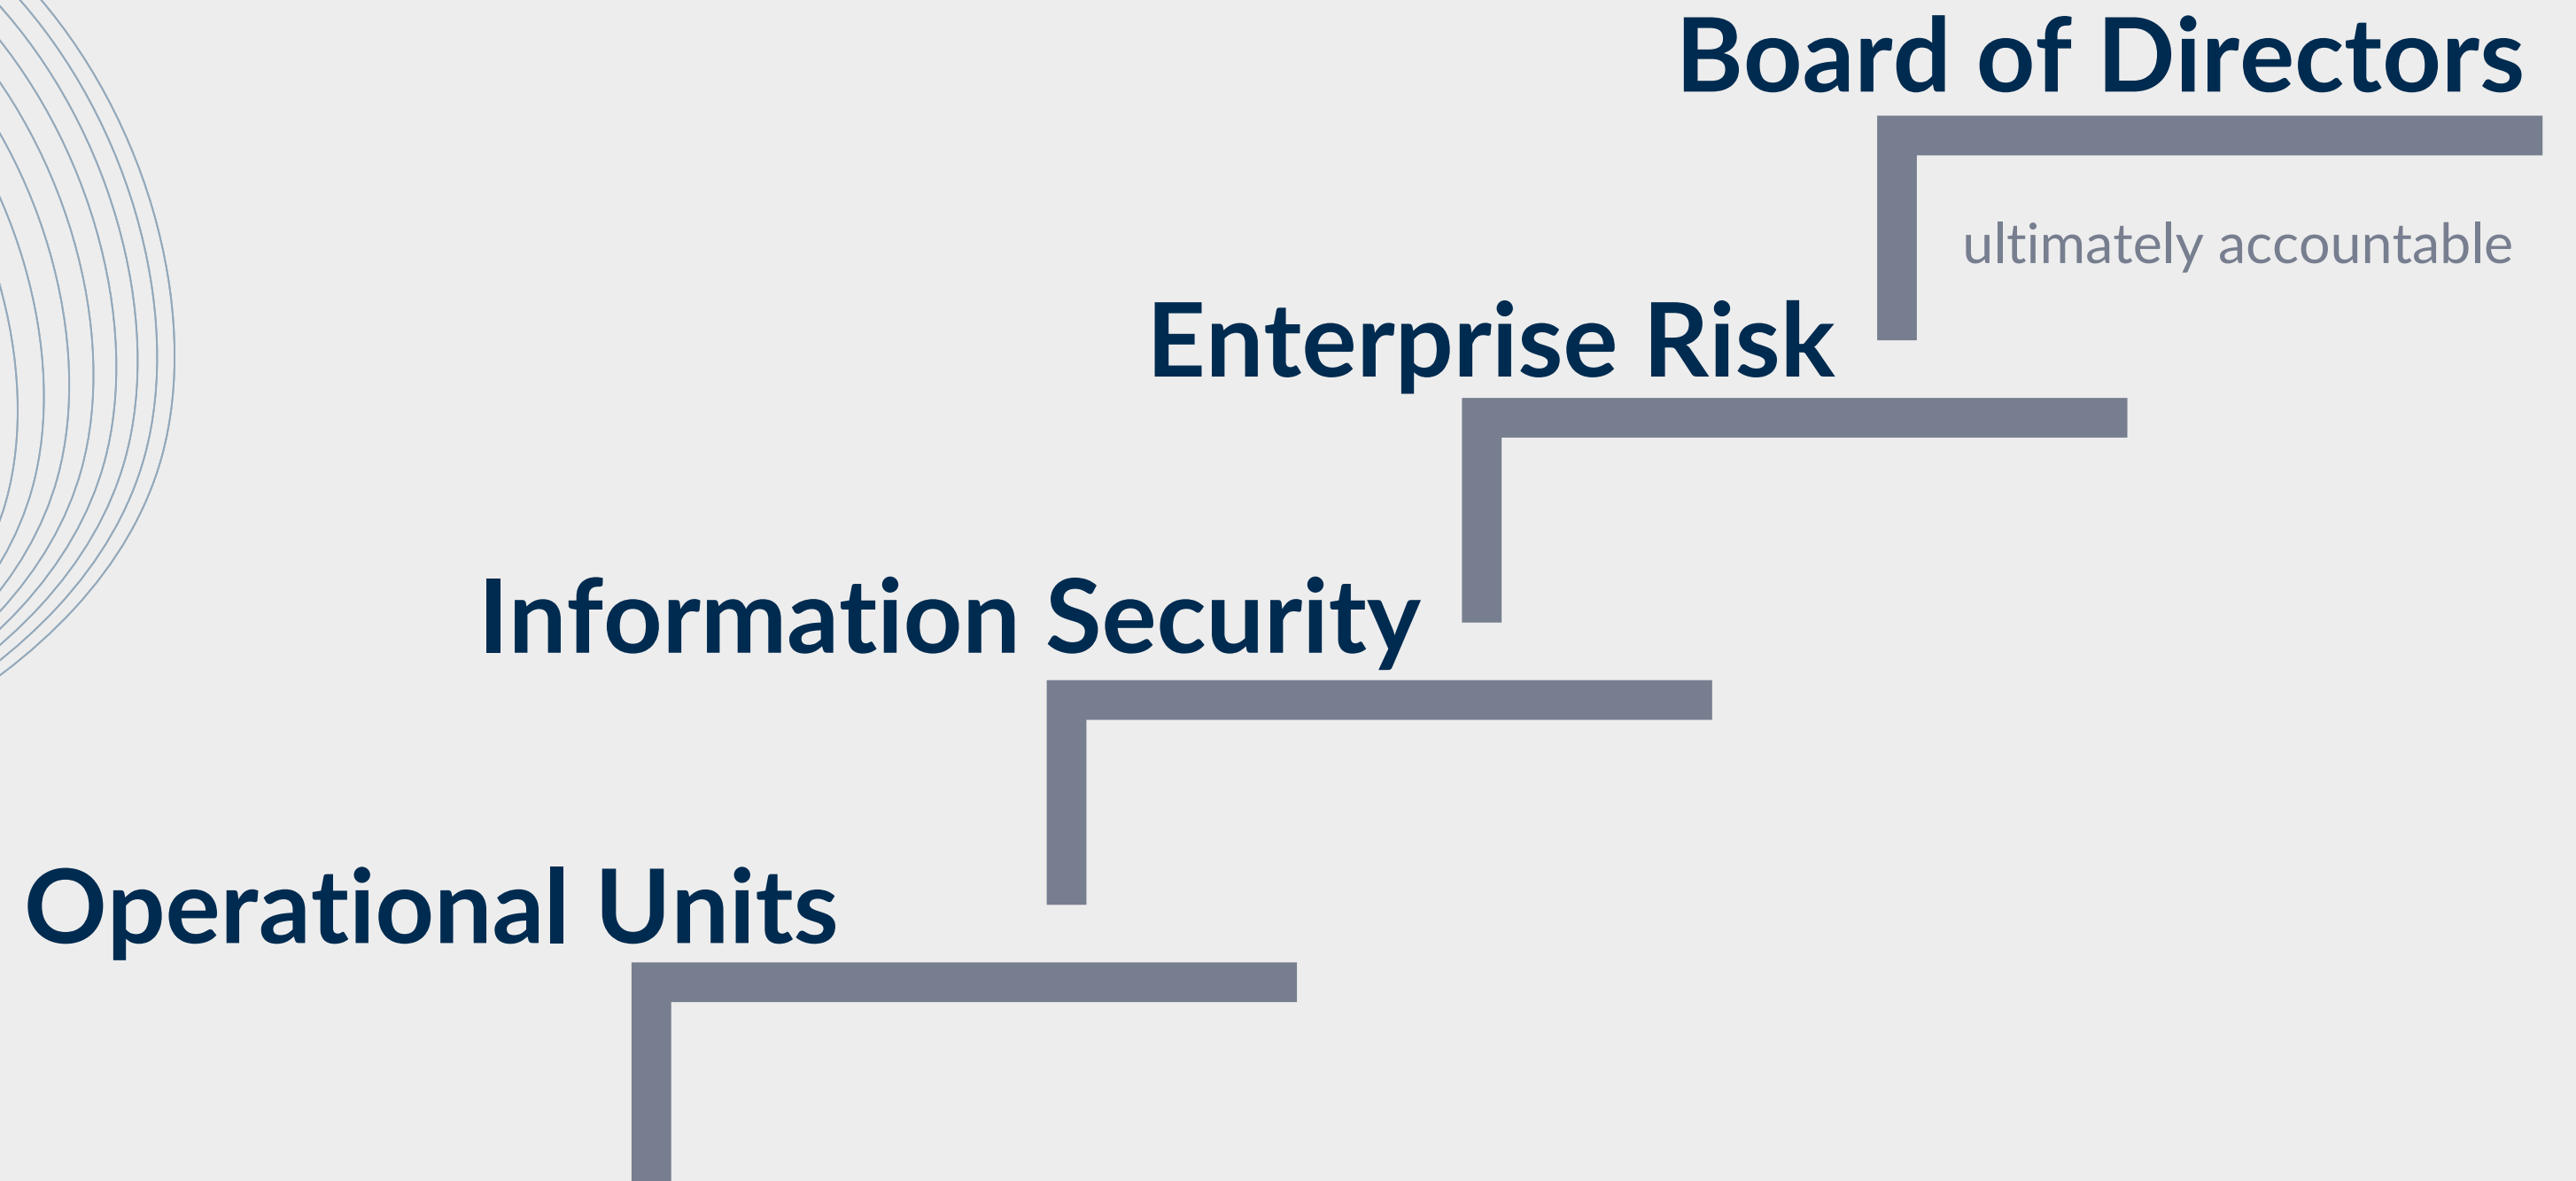 Board of Directors
ultimately accountable
Enterprise Risk
Information Security
Operational Units